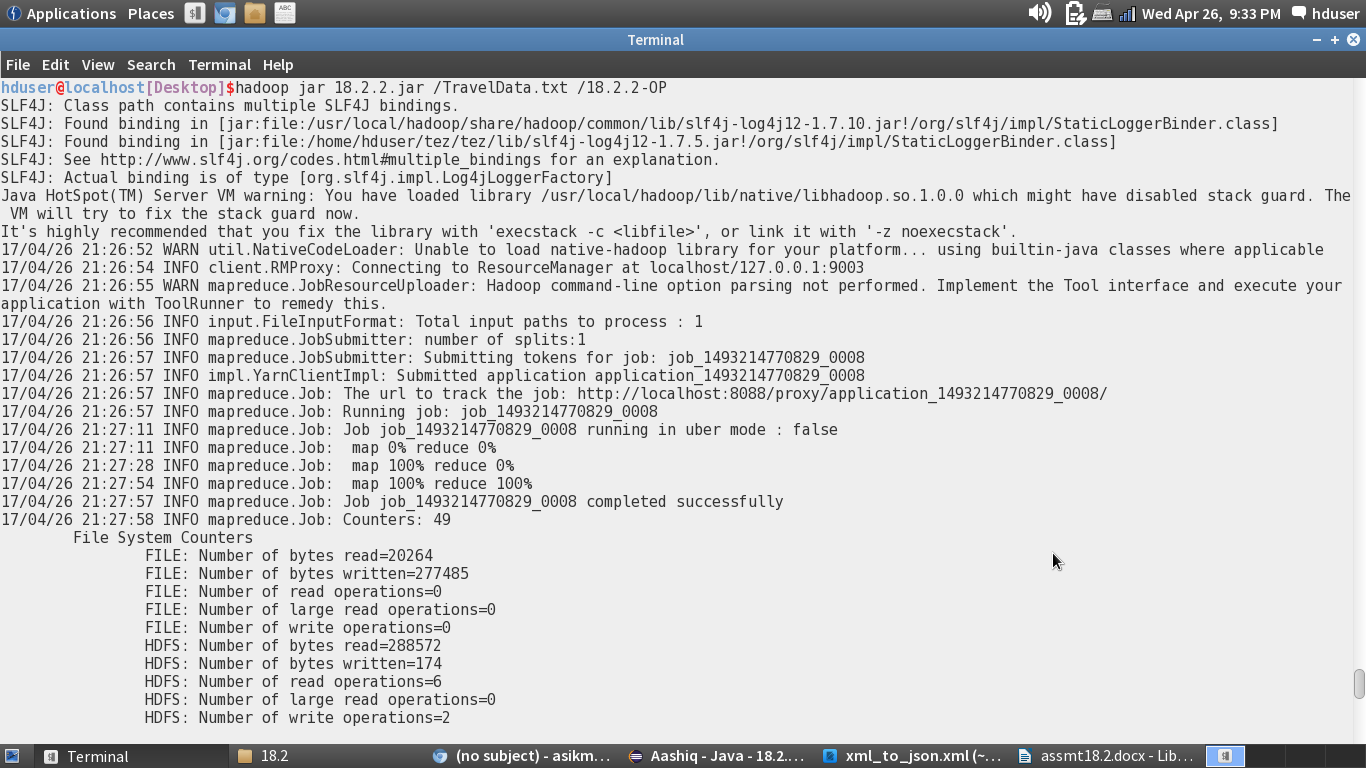 Applications Places Wed Apr 26, 9:33 PM hduser
Terminal
File Edit View Search Terminal Help
hduser@localhost[Desktop]$hadoop jar 18.2.2.jar /TravelData.txt /18.2.2-OP
SLF4J: Class path contains multiple SLF4J bindings.
SLF4J: Found binding in [jar:file:/usr/local/hadoop/share/hadoop/common/lib/slf4j-log4j12-1.7.10.jar!/org/slf4j/impl/StaticLoggerBinder.class]
SLF4J: Found binding in [jar:file:/home/hduser/tez/tez/lib/slf4j-log4j12-1.7.5.jar!/org/slf4j/impl/StaticLoggerBinder.class]
SLF4J: See http://www.slf4j.org/codes.html#multiple_bindings for an explanation.
SLF4J: Actual binding is of type [org.slf4j.impl.Log4jLoggerFactory]
Java HotSpot(TM) Server VM warning: You have loaded library /usr/local/hadoop/lib/native/libhadoop.so.1.0.0 which might have disabled stack guard. The
 VM will try to fix the stack guard now.
It's highly recommended that you fix the library with 'execstack -c <libfile>', or link it with '-z noexecstack'.
17/04/26 21:26:52 WARN util.NativeCodeLoader: Unable to load native-hadoop library for your platform... using builtin-java classes where applicable
17/04/26 21:26:54 INFO client.RMProxy: Connecting to ResourceManager at localhost/127.0.0.1:9003
17/04/26 21:26:55 WARN mapreduce.JobResourceUploader: Hadoop command-line option parsing not performed. Implement the Tool interface and execute your
application with ToolRunner to remedy this.
17/04/26 21:26:56 INFO input.FileInputFormat: Total input paths to process : 1
17/04/26 21:26:56 INFO mapreduce.JobSubmitter: number of splits:1
17/04/26 21:26:57 INFO mapreduce.JobSubmitter: Submitting tokens for job: job_1493214770829_0008
17/04/26 21:26:57 INFO impl.YarnClientImpl: Submitted application application_1493214770829_0008
17/04/26 21:26:57 INFO mapreduce.Job: The url to track the job: http://localhost:8088/proxy/application_1493214770829_0008/
17/04/26 21:26:57 INFO mapreduce.Job: Running job: job_1493214770829_0008
17/04/26 21:27:11 INFO mapreduce.Job: Job job_1493214770829_0008 running in uber mode : false
17/04/26 21:27:11 INFO mapreduce.Job:  map 0% reduce 0%
17/04/26 21:27:28 INFO mapreduce.Job:  map 100% reduce 0%
17/04/26 21:27:54 INFO mapreduce.Job:  map 100% reduce 100%
17/04/26 21:27:57 INFO mapreduce.Job: Job job_1493214770829_0008 completed successfully
17/04/26 21:27:58 INFO mapreduce.Job: Counters: 49
File System Counters
FILE: Number of bytes read=20264
FILE: Number of bytes written=277485
FILE: Number of read operations=0
FILE: Number of large read operations=0
FILE: Number of write operations=0
HDFS: Number of bytes read=288572
HDFS: Number of bytes written=174
HDFS: Number of read operations=6
HDFS: Number of large read operations=0
HDFS: Number of write operations=2
Terminal 18.2 (no subject) - asikm... Aashiq - Java - 18.2.... xml_to_json.xml (~... assmt18.2.docx - Lib...